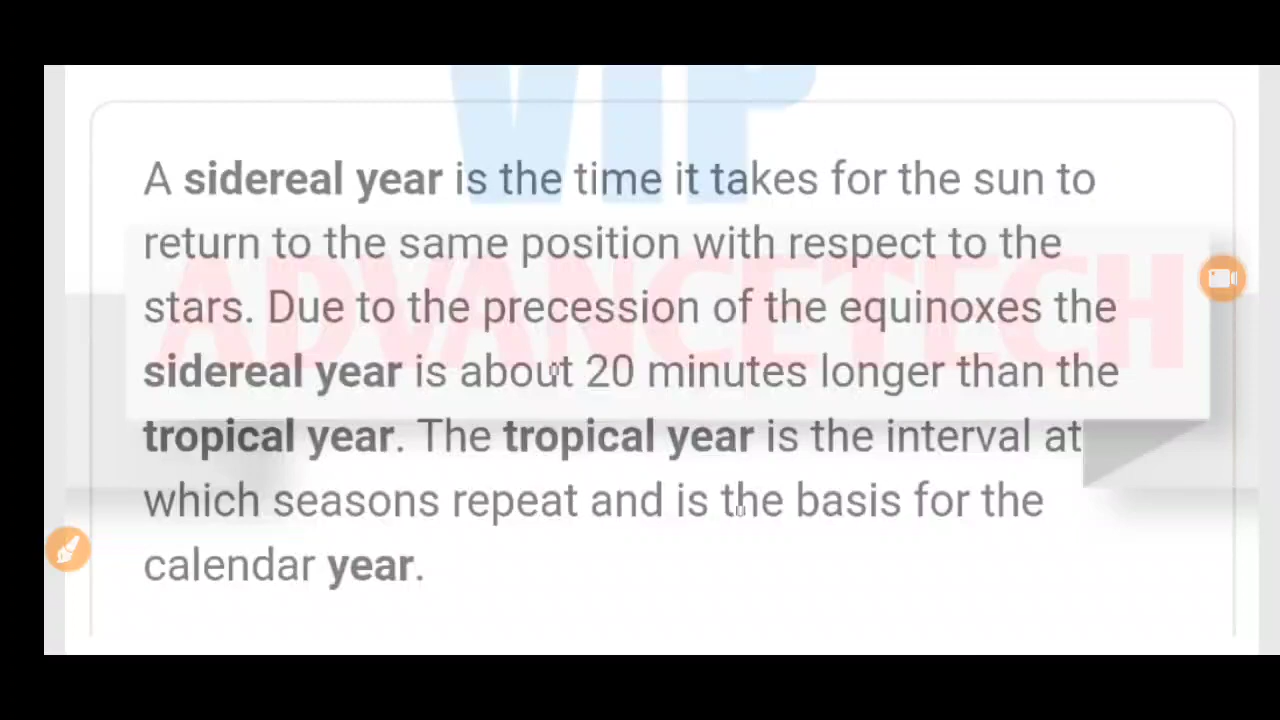 VIP
A sidereal year is the time it takes for the sun to
return to the same position with respect to the
ADVANCETECH
stars. Due to the precession of the equinoxes the
sidereal year is about 20 minutes longer than the
tropical year. The tropical year is the interval at
which seasons repeat and is the basis for the
calendar year.